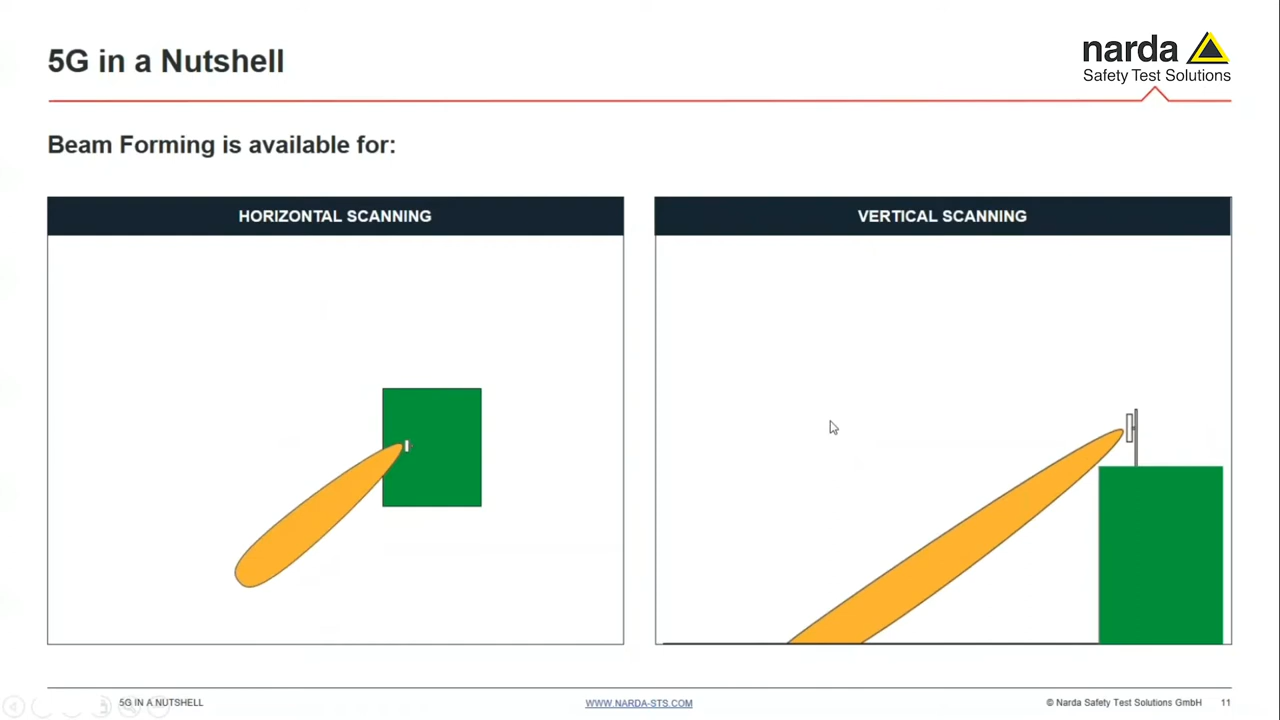 5G in a Nutshell
narda
Safety Test Solutions
Beam Forming is available for:
HORIZONTAL SCANNING
VERTICAL SCANNING
5G IN A NUTSHELL
WWW.NARDA-STS.COM
© Narda Safety Test Solutions GmbH
11